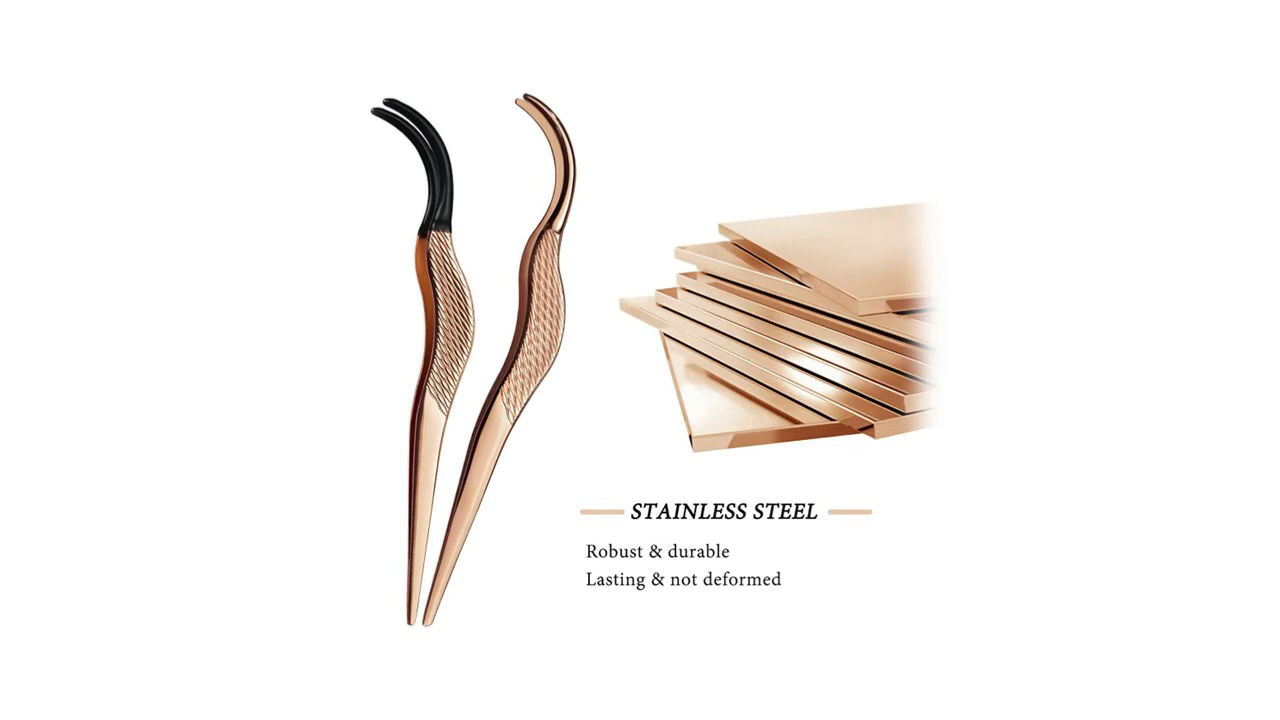 STAINLESS STEEL
Robust & durable
Lasting & not deformed